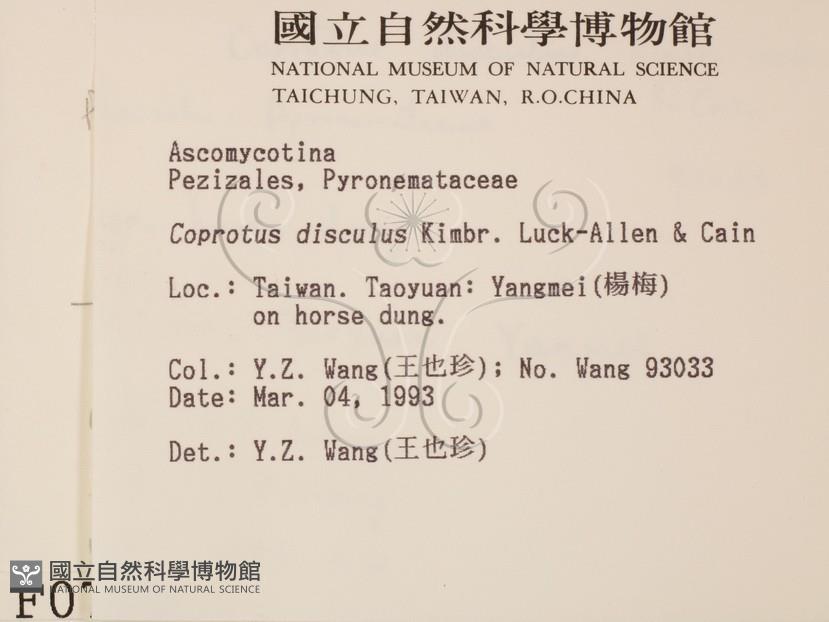 國立自然科學博物館
NATIONAL MUSEUM OF NATURAL SCIENCE
TAICHUNG, TAIWAN, R.O.CHINA
Ascomycotina
Pezizales, Pyronemataceae
Coprotus disculus Kimbr. Luck-Allen & Cain
Loc.: Taiwan. Taoyuan: Yangmei(楊梅)
on horse dung.
Col.: Y.Z. Wang(王也珍); No. Wang 93033
Date: Mar. 04, 1993
Det.: Y.Z. Wang(王也珍)
國立自然科學博物館
NATIONAL MUSEUM OF NATURAL SCIENCE